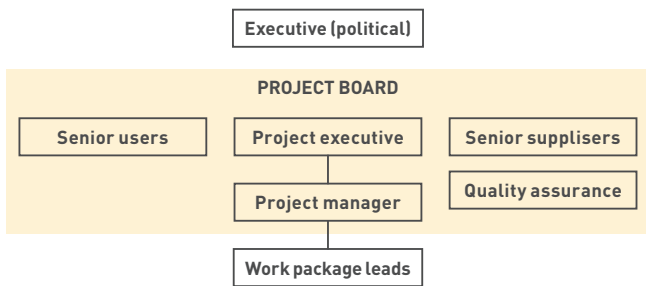 Executive (political)
PROJECT BOARD
Senior users
Project executive
Senior supplisers
Project manager
Quality assurance
Work package leads